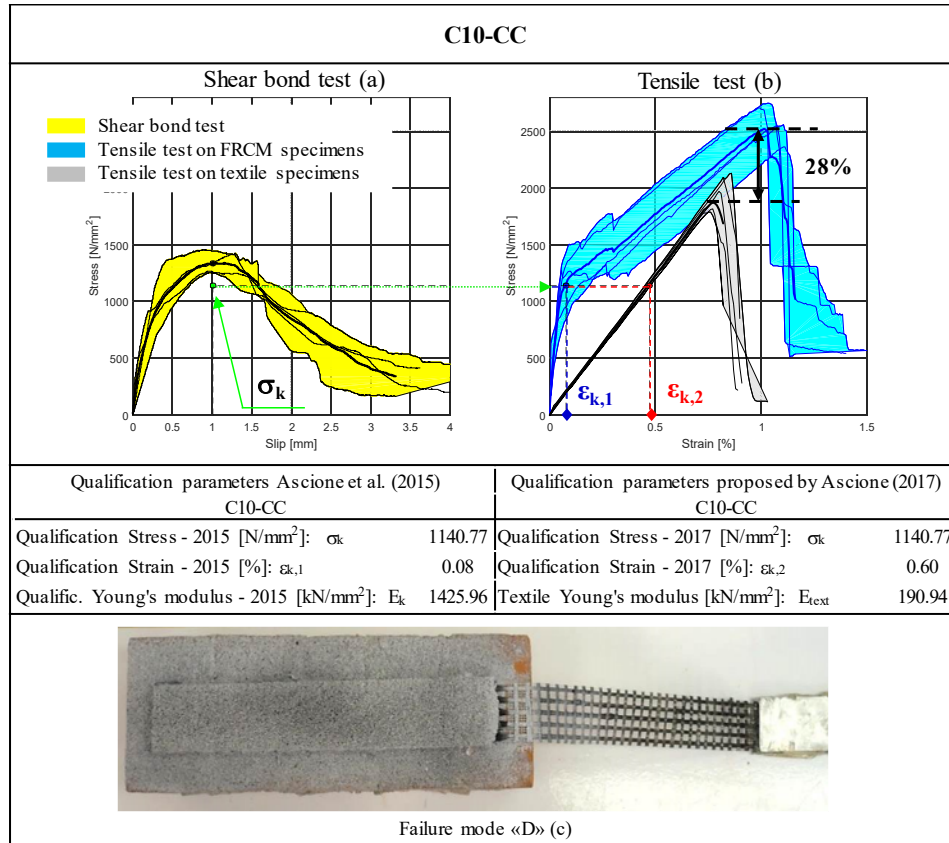 C10-CC
Shear bond test (a)
Tensile test (b)
Shear bond test
Tensile test on FRCM specimens
Tensile test on textile specimens
Stress [N/mm²]
1500
1000
500
0
0 0.5 1 1.5 2 2.5 3 3.5 4
Slip [mm]
σk
Stress [N/mm²]
2500
2000
1500
1000
500
0
0 0.5 1 1.5
Strain [%]
28%
εk,1
εk,2
Qualification parameters Ascione et al. (2015)
C10-CC
Qualification Stress - 2015 [N/mm²]: σk 1140.77
Qualification Strain - 2015 [%]: εk,1 0.08
Qualific. Young's modulus - 2015 [kN/mm²]: Ek 1425.96
Qualification parameters proposed by Ascione (2017)
C10-CC
Qualification Stress - 2017 [N/mm²]: σk 1140.77
Qualification Strain - 2017 [%]: εk,2 0.60
Textile Young's modulus [kN/mm²]: Etext 190.94
Failure mode «D» (c)